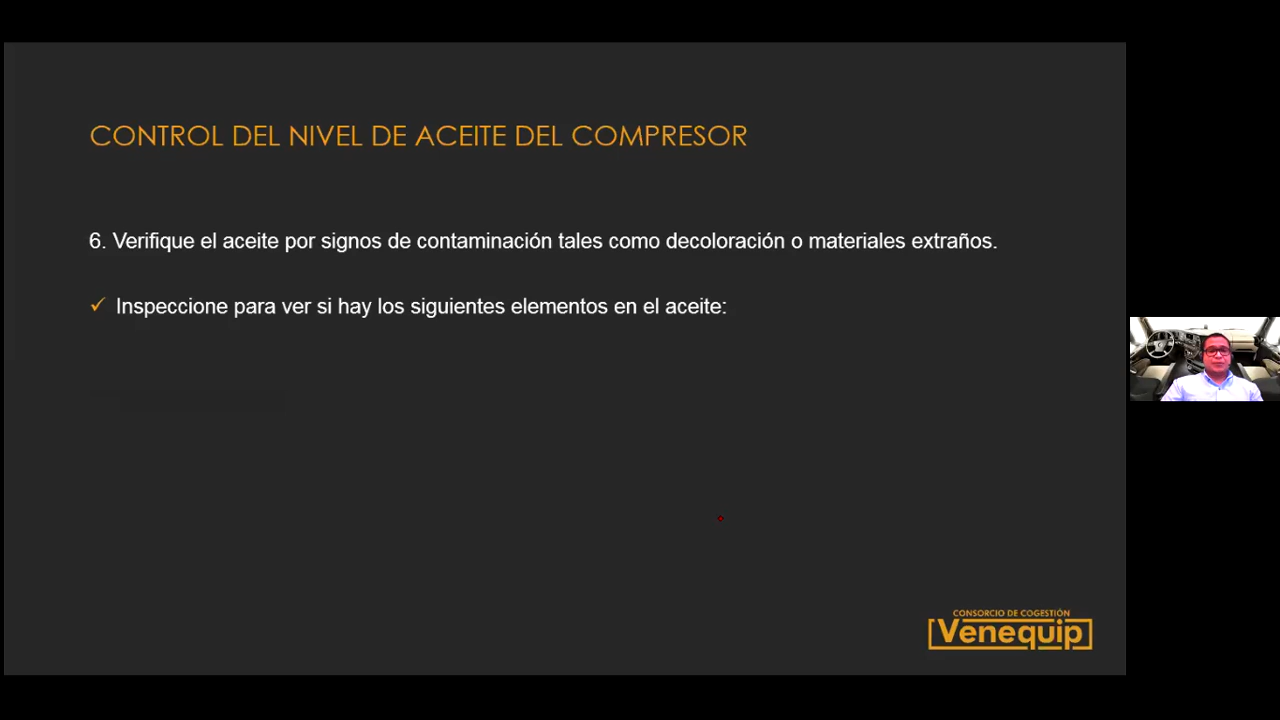 CONTROL DEL NIVEL DE ACEITE DEL COMPRESOR
6. Verifique el aceite por signos de contaminación tales como decoloración o materiales extraños.
✓ Inspeccione para ver si hay los siguientes elementos en el aceite:
CONSORCIO DE COGESTIÓN
Venequip